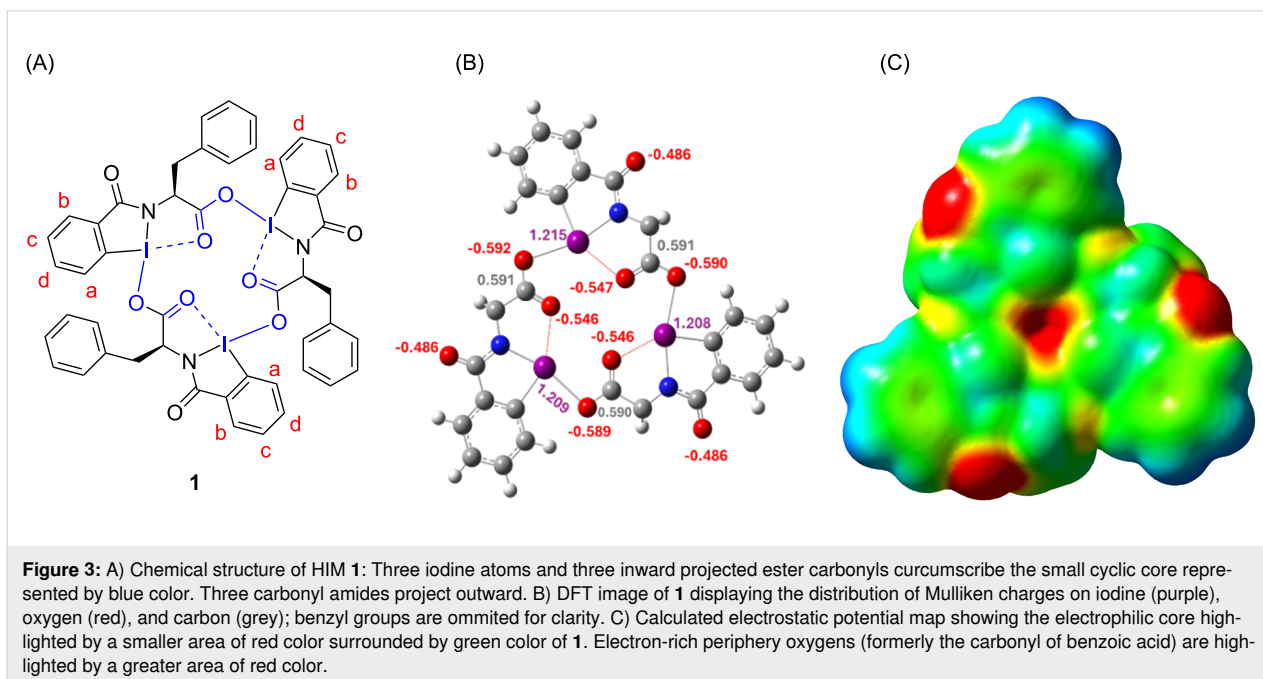 (A)
(B)
(C)
d
c
a
b
O
O
b
N
O
I
c
O
I
N
O
d
a
O
O
O
O
I
N
a
O
d
b
c
1
-0.486
1.215
0.591
-0.592
-0.590
0.591
-0.547
-0.546
-0.546
1.208
-0.486
1.209
0.590
-0.589
-0.486
Figure 3: A) Chemical structure of HIM 1: Three iodine atoms and three inward projected ester carbonyls curcumscribe the small cyclic core repre-
sented by blue color. Three carbonyl amides project outward. B) DFT image of 1 displaying the distribution of Mulliken charges on iodine (purple),
oxygen (red), and carbon (grey); benzyl groups are ommited for clarity. C) Calculated electrostatic potential map showing the electrophilic core high-
lighted by a smaller area of red color surrounded by green color of 1. Electron-rich periphery oxygens (formerly the carbonyl of benzoic acid) are high-
lighted by a greater area of red color.